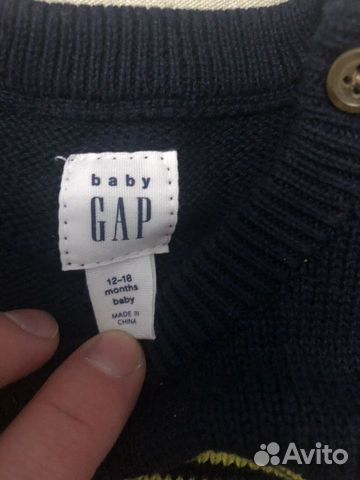 baby
GAP
12-18
months
baby
MADE IN
CHINA
Avito